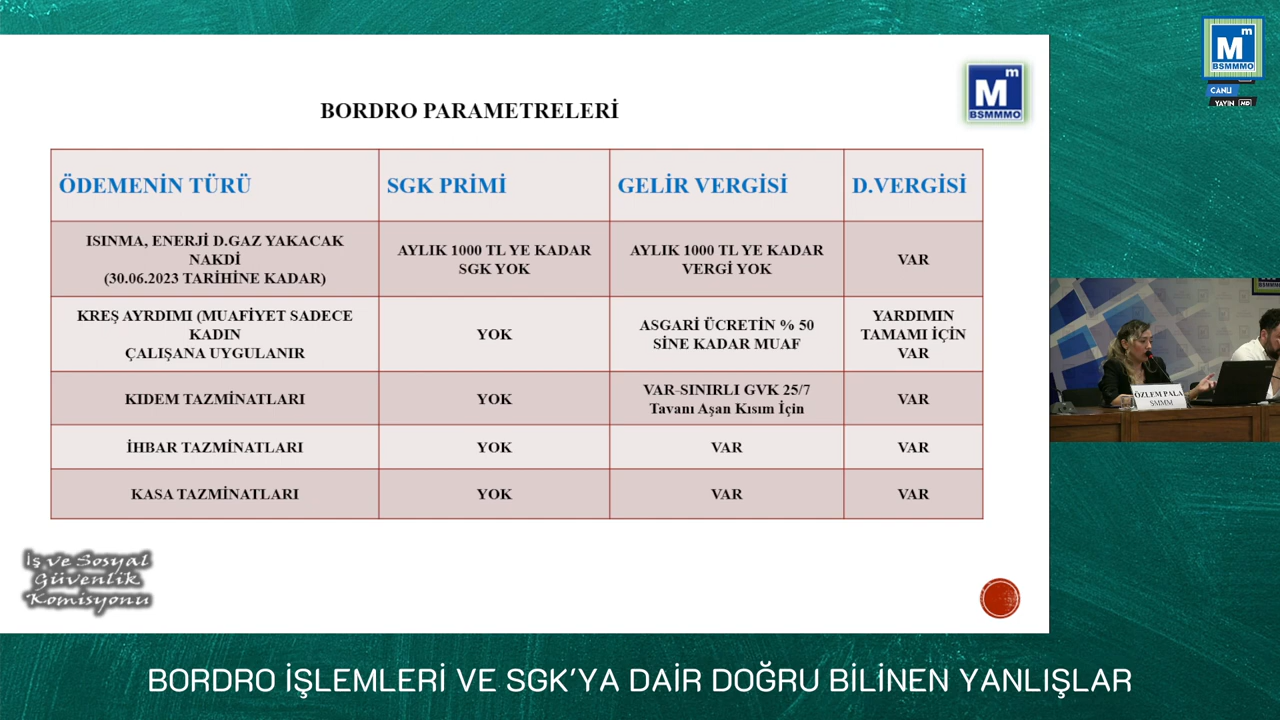 BORDRO PARAMETRELERİ
Mm
BSMMMO
Mm
BSMMMO
CANLI
YAYIN HD
ÖDEMENİN TÜRÜ
SGK PRİMİ
GELİR VERGİSİ
D.VERGİSİ
ISINMA, ENERJİ D.GAZ YAKACAK
NAKDİ
(30.06.2023 TARİHİNE KADAR)
AYLIK 1000 TL YE KADAR
SGK YOK
AYLIK 1000 TL YE KADAR
VERGİ YOK
VAR
KREŞ AYRDIMI (MUAFİYET SADECE
KADIN
ÇALIŞANA UYGULANIR
YOK
ASGARİ ÜCRETİN % 50
SİNE KADAR MUAF
YARDIMIN
TAMAMI İÇİN
VAR
KIDEM TAZMİNATLARI
YOK
VAR-SINIRLI GVK 25/7
Tavanı Aşan Kısım İçin
VAR
İHBAR TAZMİNATLARI
YOK
VAR
VAR
KASA TAZMİNATLARI
YOK
VAR
VAR
BSMMMO
ÖZLEM PALA
SMMM
İş ve Sosyal
Güvenlik
Komisyonu
BORDRO İŞLEMLERİ VE SGK'YA DAİR DOĞRU BİLİNEN YANLIŞLAR